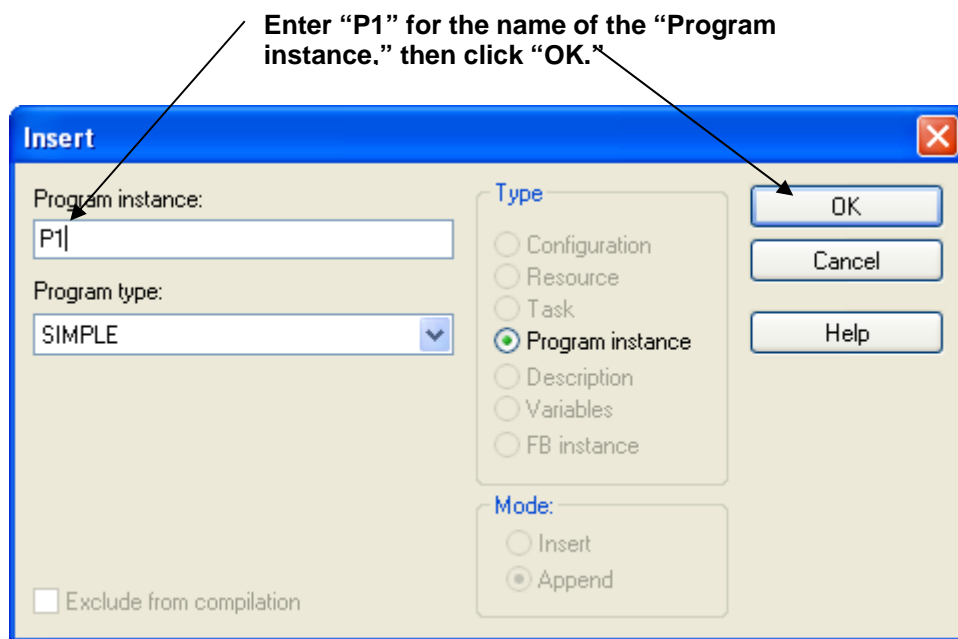 Enter “P1” for the name of the “Program
instance,” then click “OK.”
Insert
Program instance:
P1
Program type:
SIMPLE
Exclude from compilation
Type
Configuration
Resource
Task
Program instance
Description
Variables
FB instance
Mode:
Insert
Append
OK
Cancel
Help